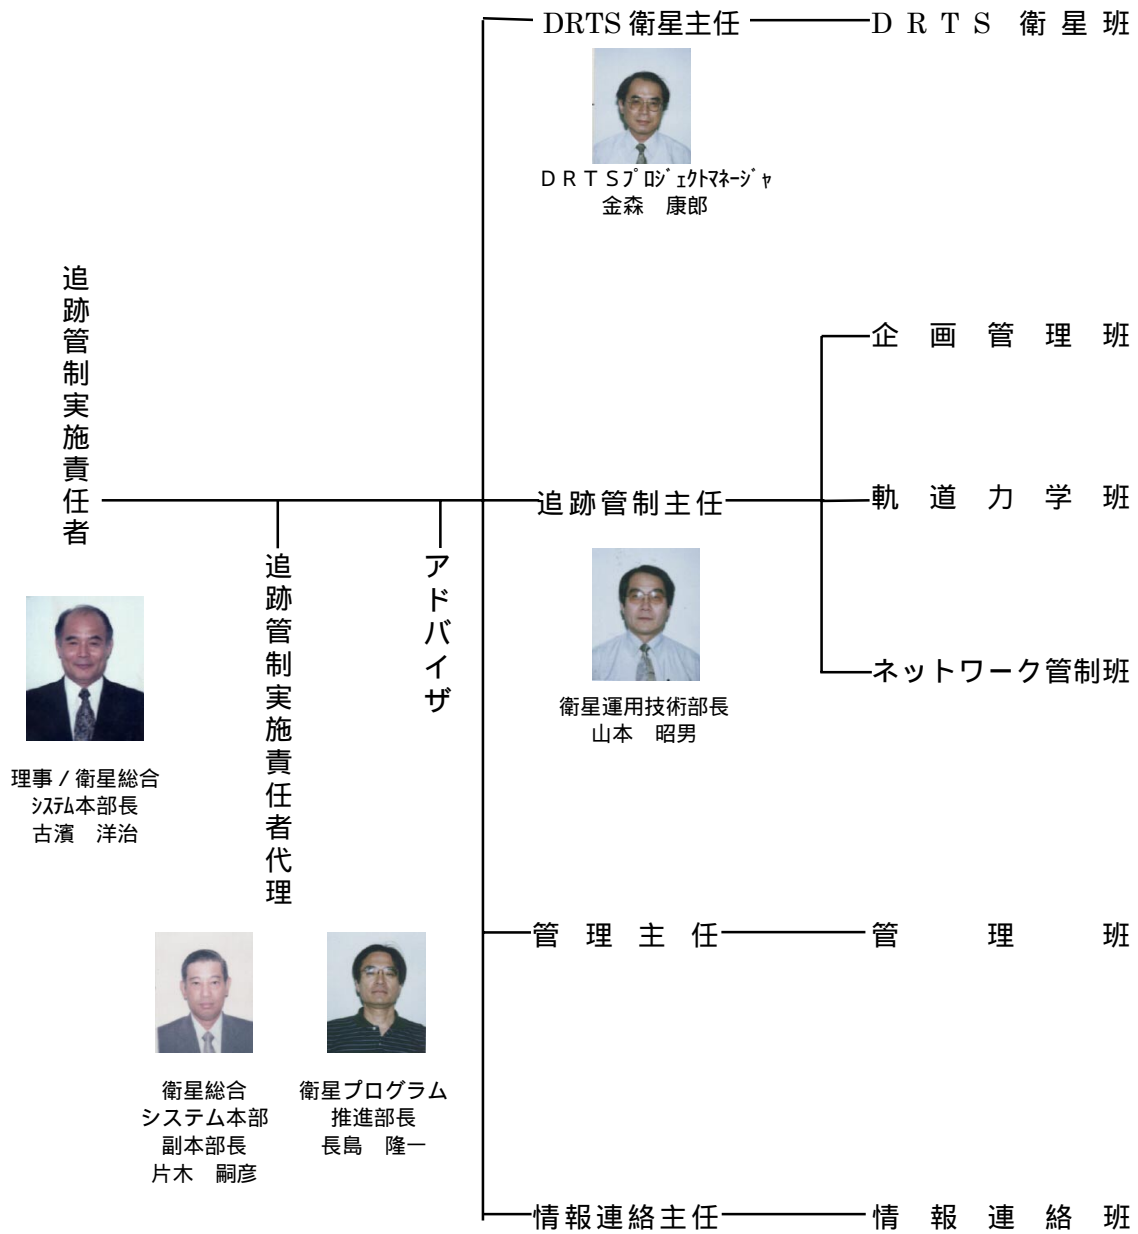 DRTS 衛星主任
ＤＲＴＳ 衛星班
ＤＲＴＳﾌﾟﾛｼﾞｪｸﾄﾏﾈｰｼﾞｬ
金森　康郎
追跡管制実施責任者
企画管理班
追跡管制主任
軌道力学班
追跡管制実施責任者代理
アドバイザ
ネットワーク管制班
衛星運用技術部長
山本　昭男
理事 / 衛星総合
ｼｽﾃﾑ本部長
古濱　洋治
管理主任
管理班
衛星総合
システム本部
副本部長
片木　嗣彦
衛星プログラム
推進部長
長島　隆一
情報連絡主任
情報連絡班